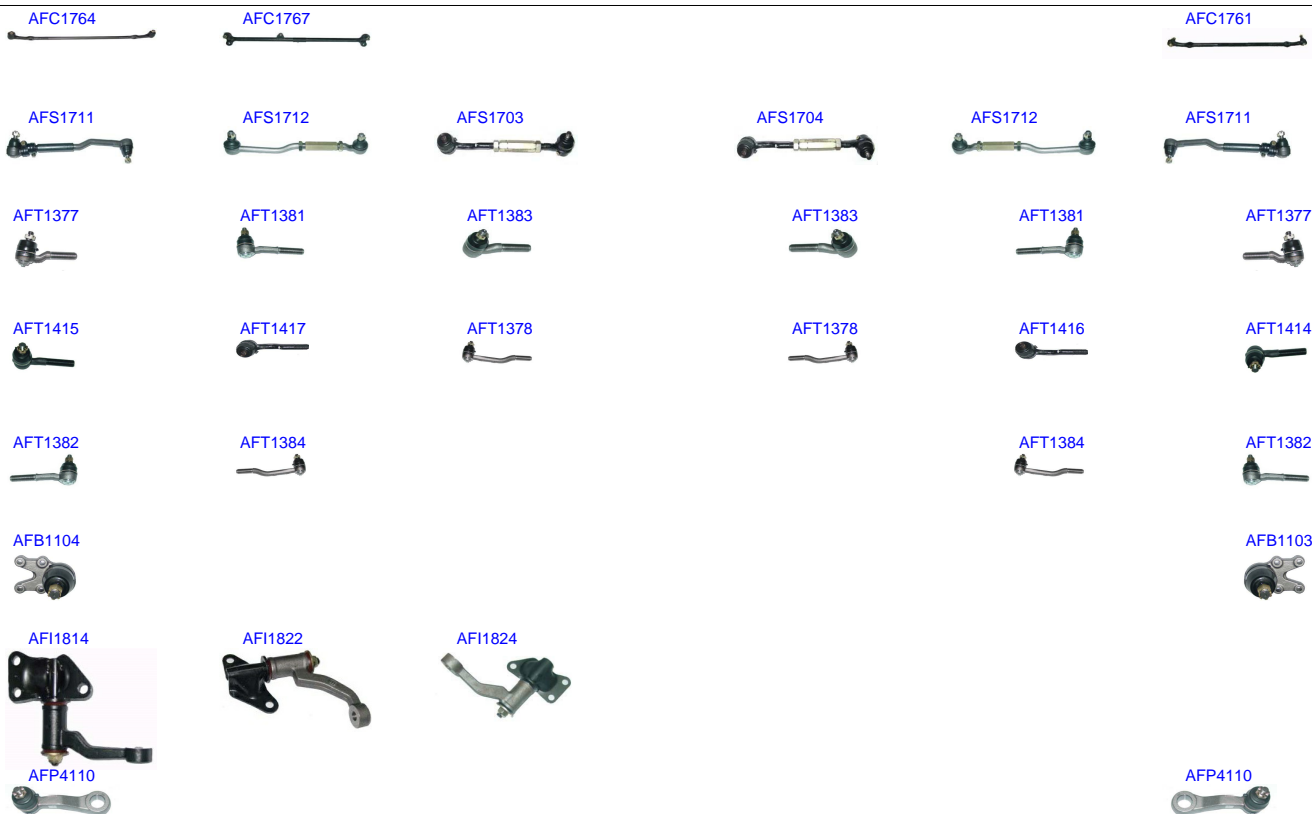 AFC1764 AFC1767 AFC1761
AFS1711 AFS1712 AFS1703 AFS1704 AFS1712 AFS1711
AFT1377 AFT1381 AFT1383 AFT1383 AFT1381 AFT1377
AFT1415 AFT1417 AFT1378 AFT1378 AFT1416 AFT1414
AFT1382 AFT1384 AFT1384 AFT1382
AFB1104 AFB1103
AFI1814 AFI1822 AFI1824
AFP4110 AFP4110